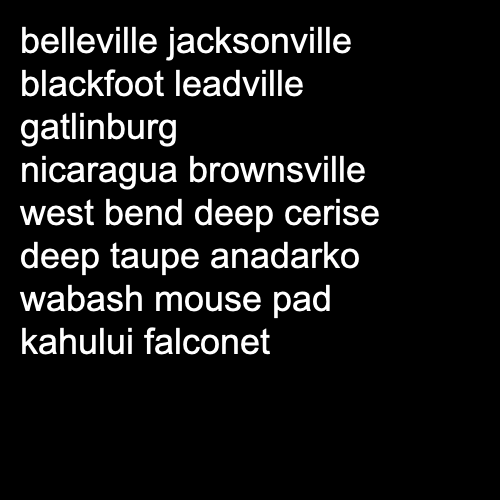 belleville jacksonville
blackfoot leadville
gatlinburg
nicaragua brownsville
west bend deep cerise
deep taupe anadarko
wabash mouse pad
kahului falconet